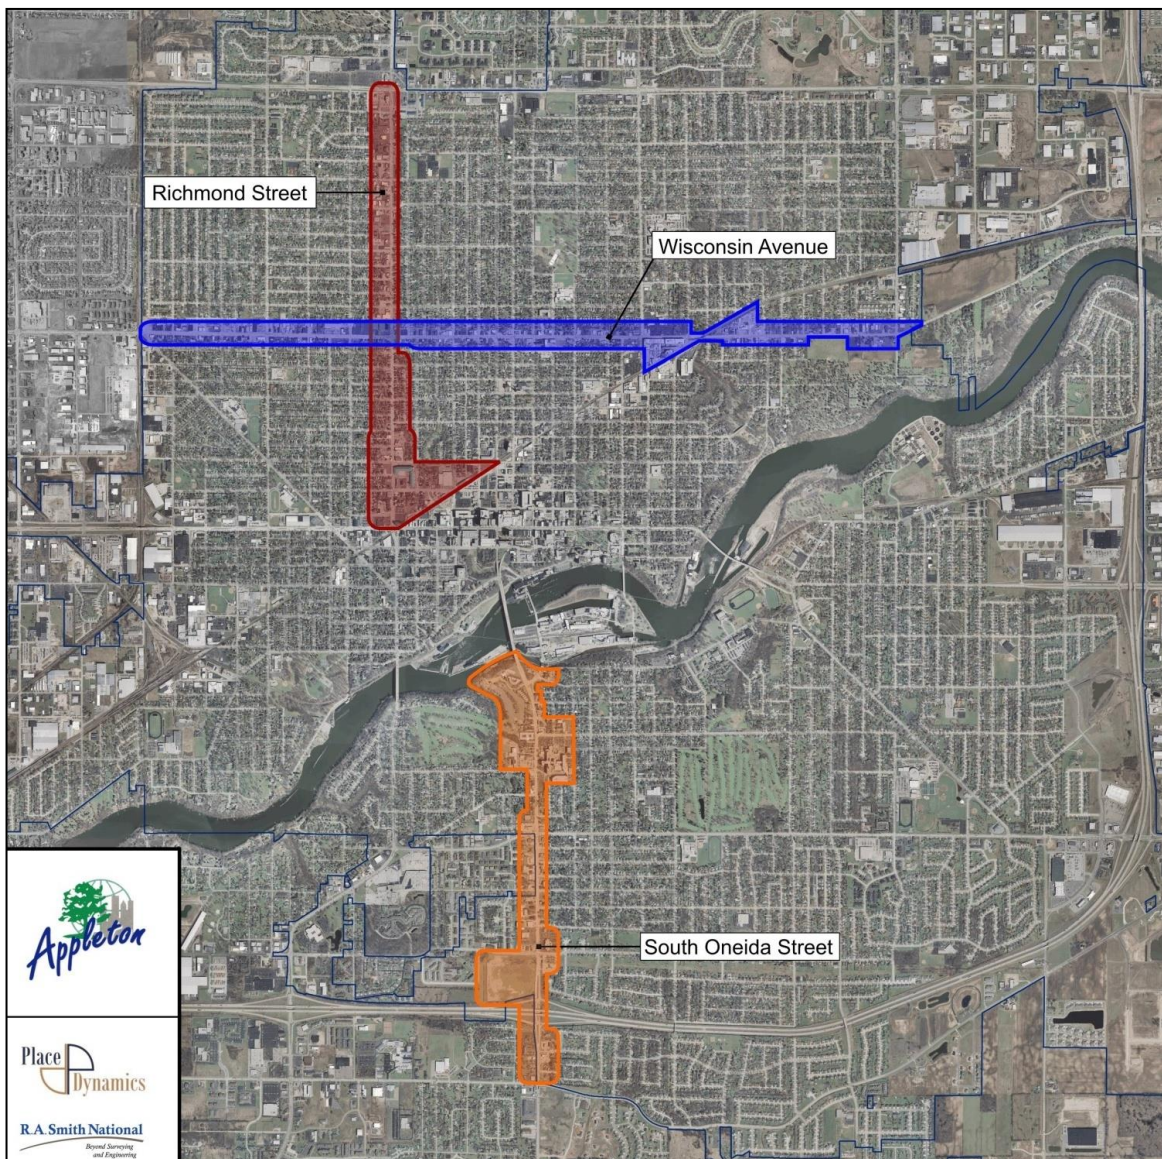 Richmond Street
Wisconsin Avenue
South Oneida Street
Appleton
Place
Dynamics
R.A. Smith National
Beyond Surveying
and Engineering